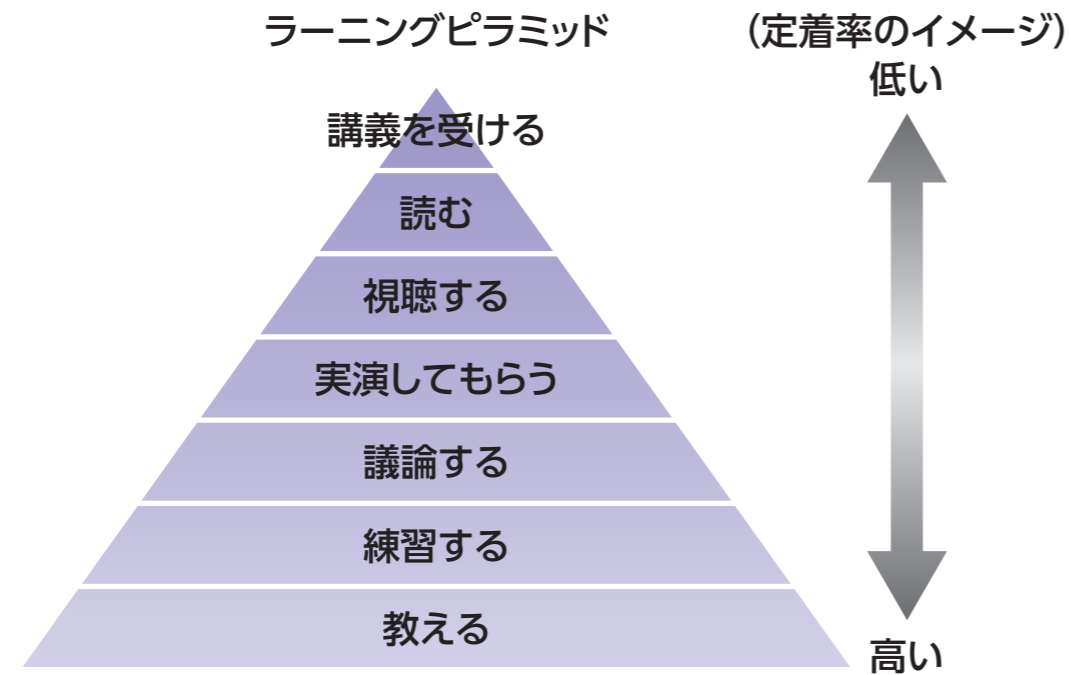 ラーニングピラミッド
(定着率のイメージ)
低い
講義を受ける
読む
視聴する
実演してもらう
議論する
練習する
教える
高い